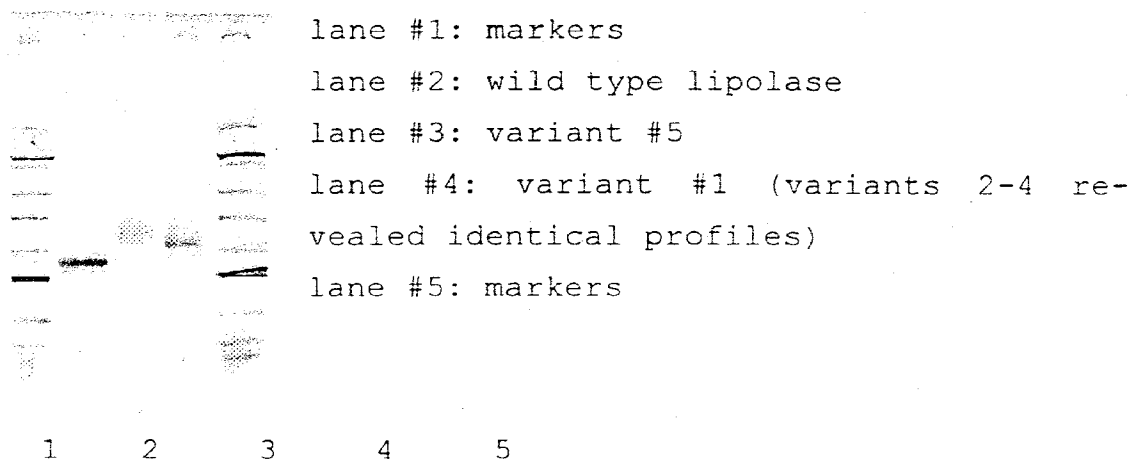 lane #1: markers
lane #2: wild type lipolase
lane #3: variant #5
lane #4: variant #1 (variants 2-4 re-
vealed identical profiles)
lane #5: markers
1 2 3 4 5